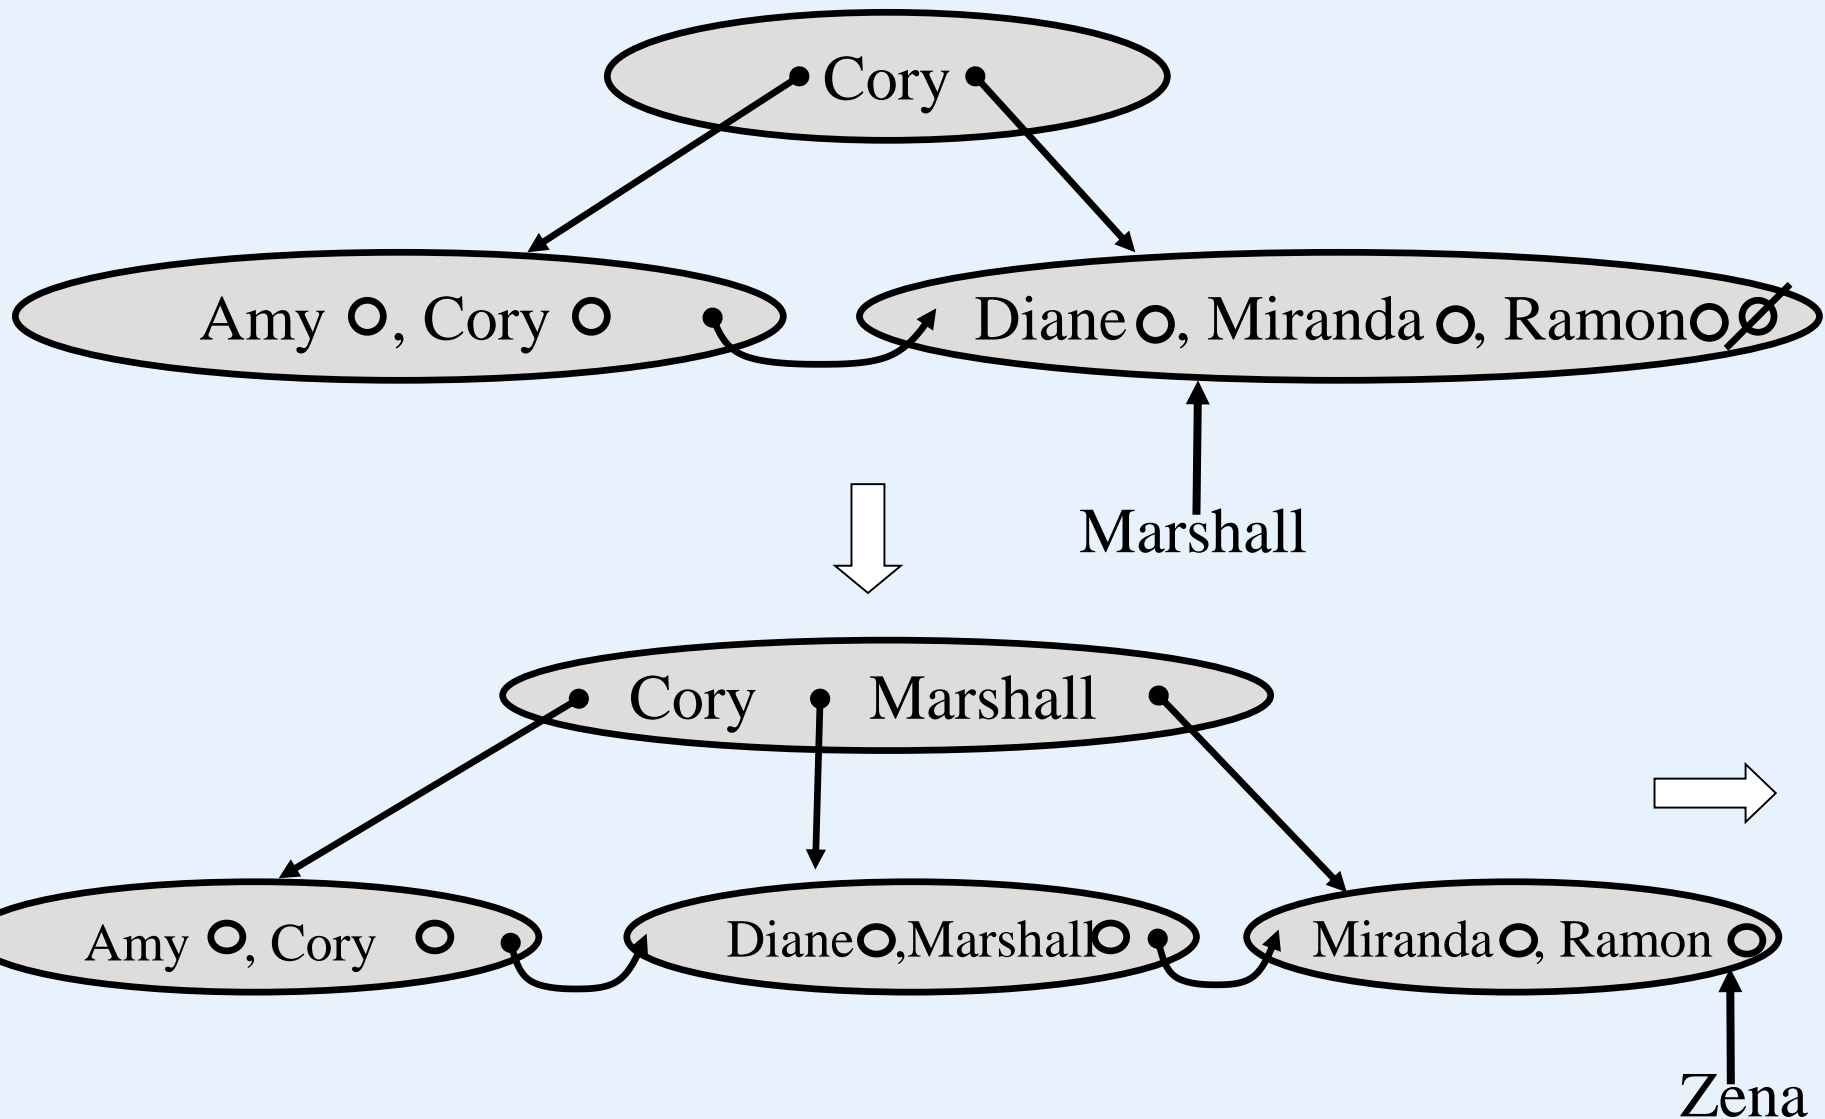 Cory
Amy , Cory
Diane , Miranda , Ramon
Marshall
Cory Marshall
Amy , Cory
Diane ,Marshall
Miranda , Ramon
Zena